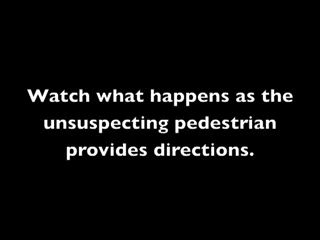 Watch what happens as the
unsuspecting pedestrian
provides directions.